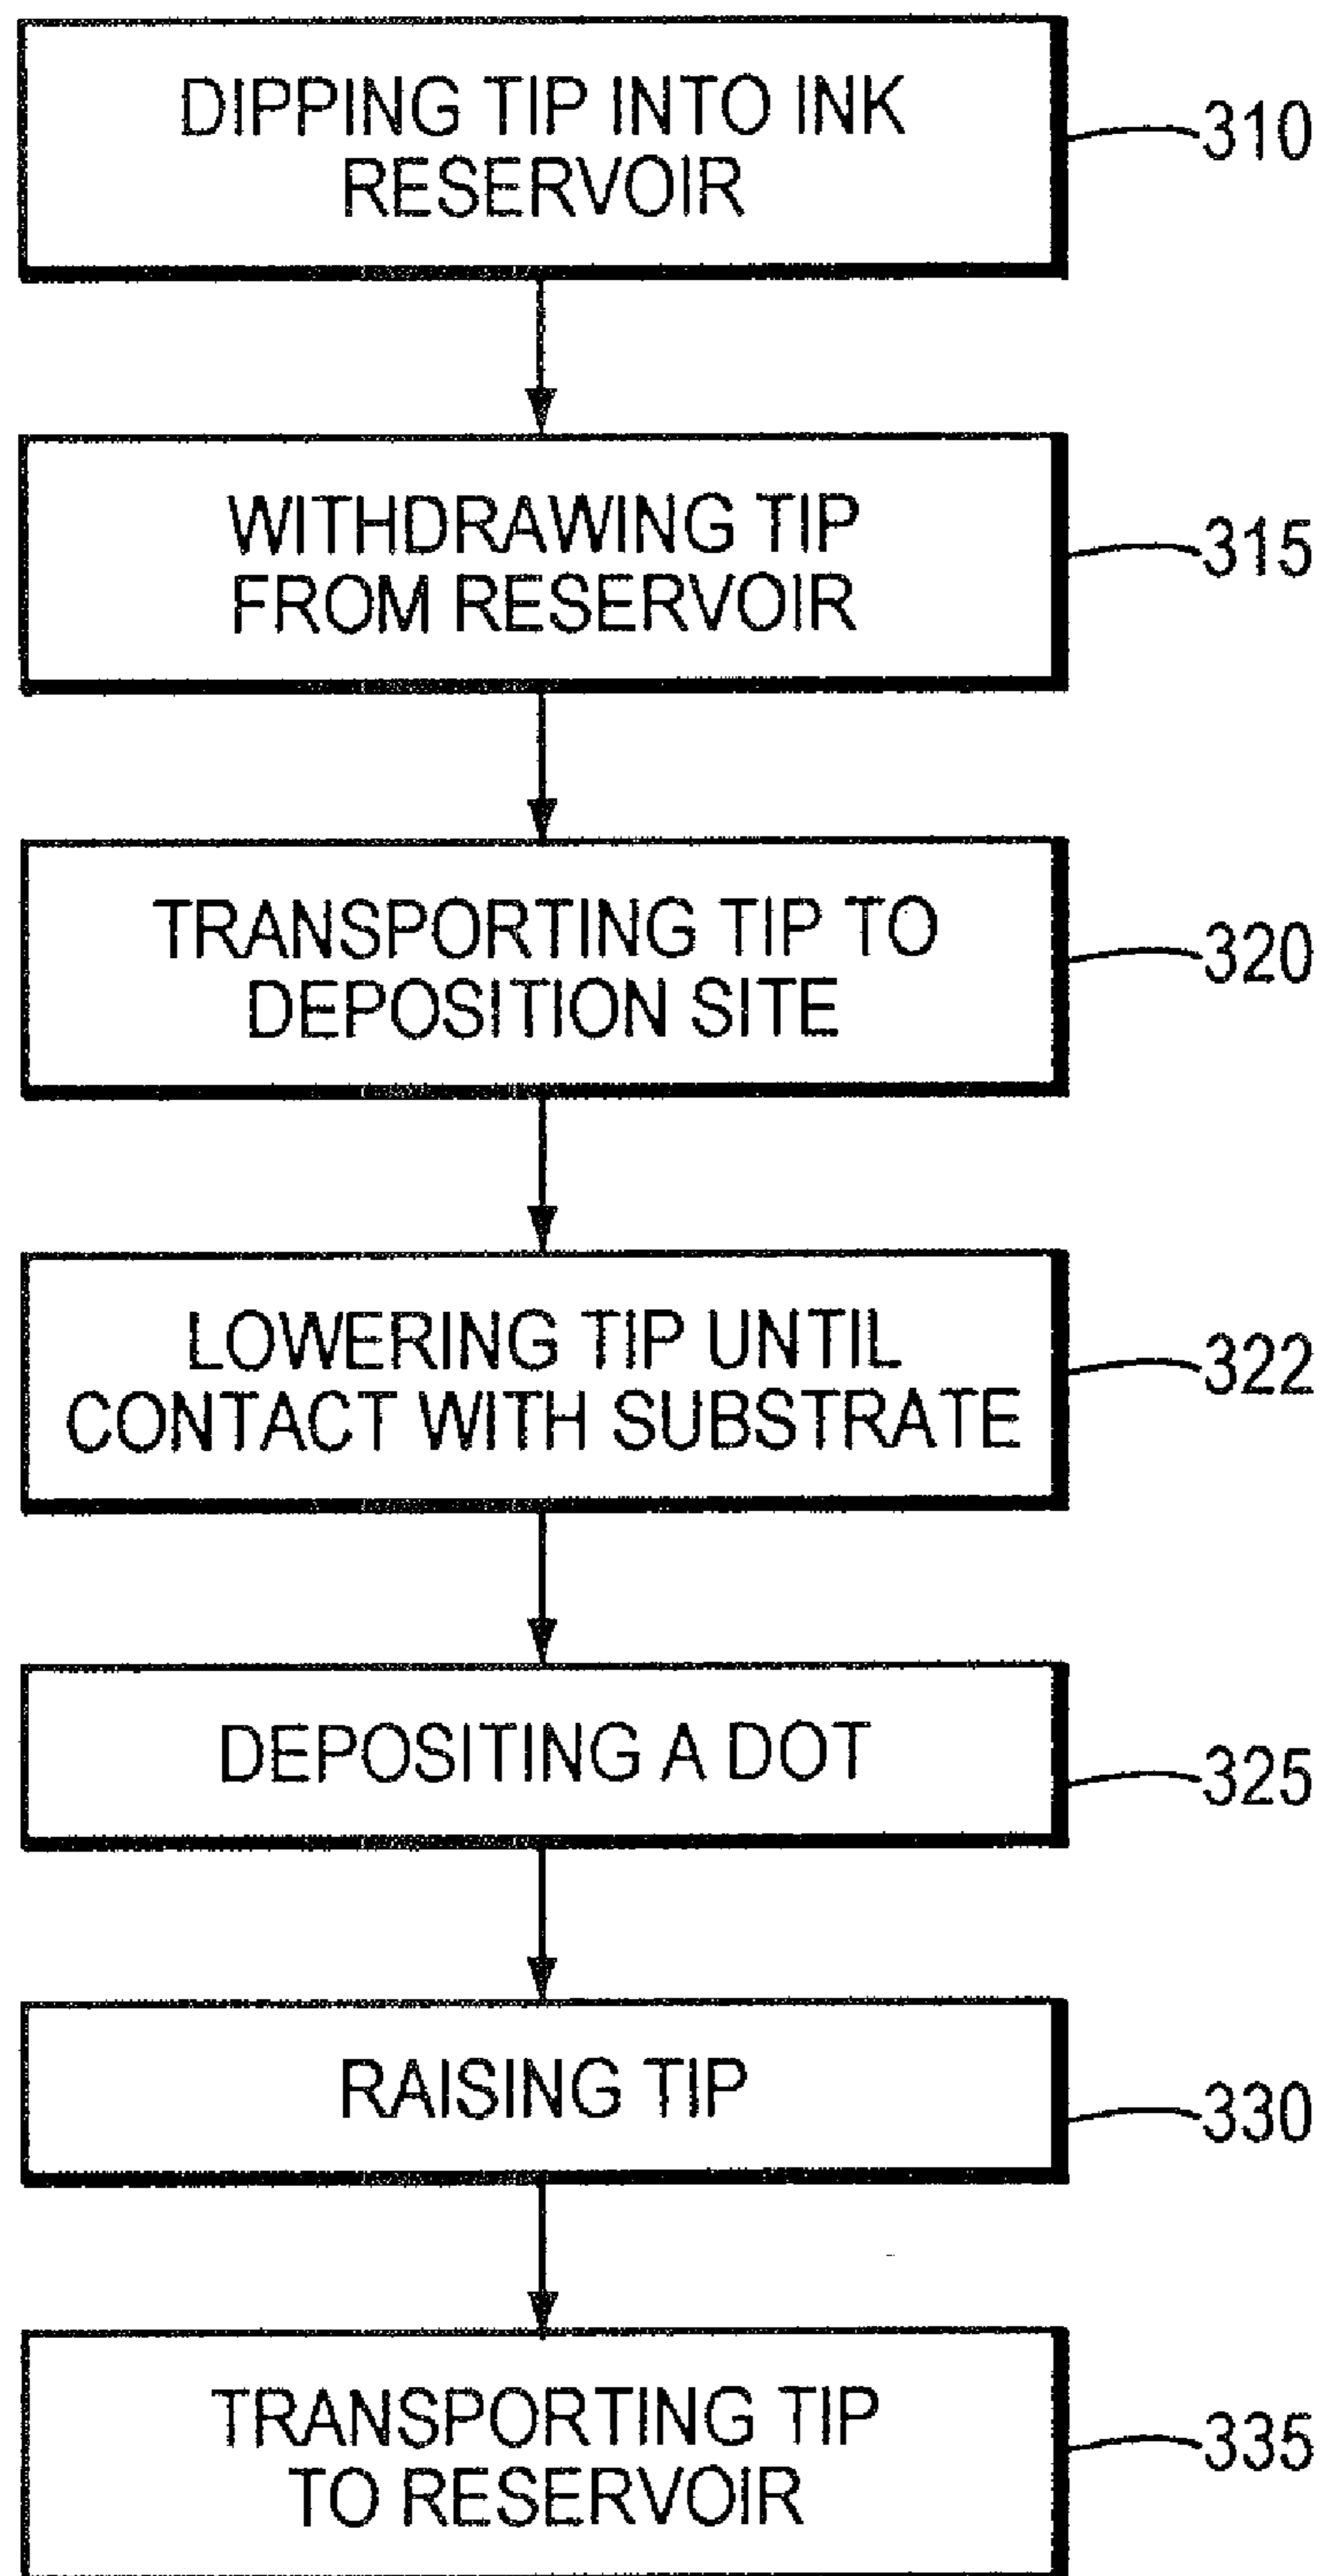 DIPPING TIP INTO INK
RESERVOIR
310
WITHDRAWING TIP
FROM RESERVOIR
315
TRANSPORTING TIP TO
DEPOSITION SITE
320
LOWERING TIP UNTIL
CONTACT WITH SUBSTRATE
322
DEPOSITING A DOT
325
RAISING TIP
330
TRANSPORTING TIP
TO RESERVOIR
335